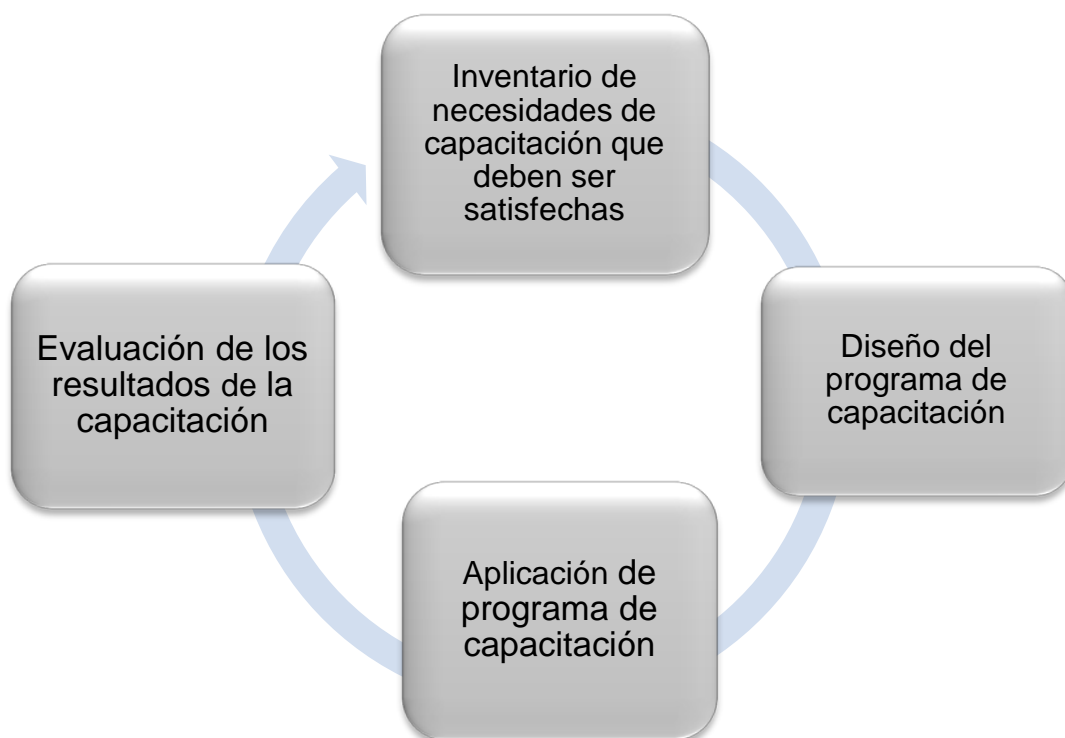 Inventario de
necesidades de
capacitación que
deben ser
satisfechas
Diseño del
programa de
capacitación
Aplicación de
programa de
capacitación
Evaluación de los
resultados de la
capacitación